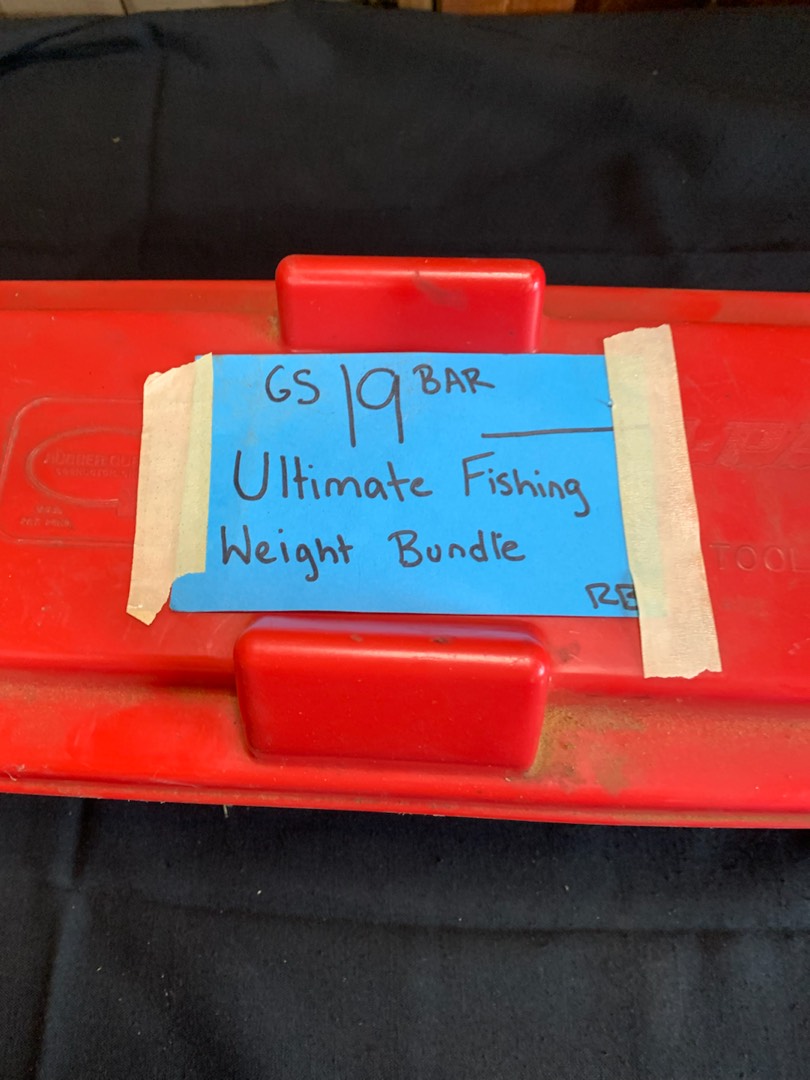 GS 19 BAR
Ultimate Fishing
Weight Bundle
RE
TOOL